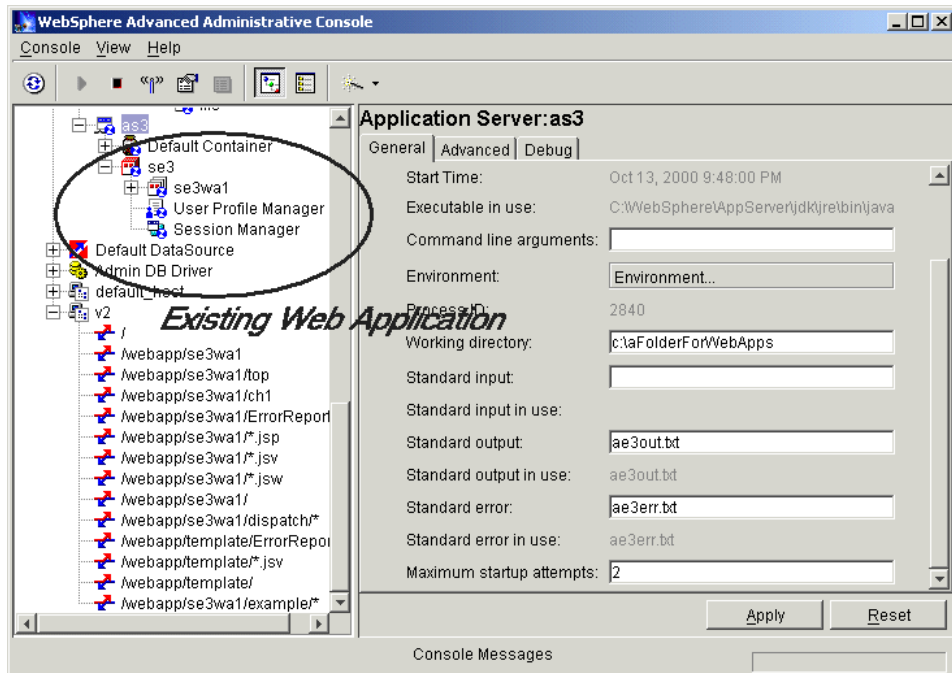 WebSphere Advanced Administrative Console
Console View Help
as3
Default Container
se3
se3wa1
User Profile Manager
Session Manager
Default DataSource
Admin DB Driver
default_host
v2
/
/webapp/se3wa1
/webapp/se3wa1/top
/webapp/se3wa1/ch1
/webapp/se3wa1/ErrorReport
/webapp/se3wa1/*.jsp
/webapp/se3wa1/*.jsv
/webapp/se3wa1/*.jsw
/webapp/se3wa1/
/webapp/se3wa1/dispatch/*
/webapp/template/ErrorRepor
/webapp/template/*.jsv
/webapp/template/
/webapp/se3wa1/example/*
Existing Web Application
Application Server:as3
General Advanced Debug
Start Time: Oct 13, 2000 9:48:00 PM
Executable in use: C:\WebSphere\AppServer\jdk\jre\bin\java
Command line arguments:
Environment: Environment...
Process ID: 2840
Working directory: c:\aFolderForWebApps
Standard input:
Standard input in use:
Standard output: ae3out.txt
Standard output in use: ae3out.txt
Standard error: ae3err.txt
Standard error in use: ae3err.txt
Maximum startup attempts: 2
Apply Reset
Console Messages